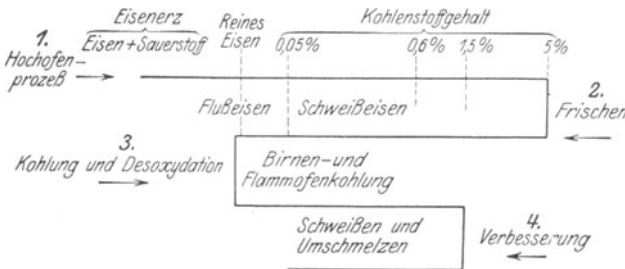 Eisenerz
Reines
Eisen
Kohlenstoffgehalt
1.
Eisen + Sauerstoff
0,05%
0,6%
1,5%
5%
Hochofen-
prozeß
Flußeisen
Schweißeisen
2.
Frischen
3.
Kohlung und Desoxydation
Birnen- und
Flammofenkohlung
Schweißen und
Umschmelzen
4.
Verbesserung